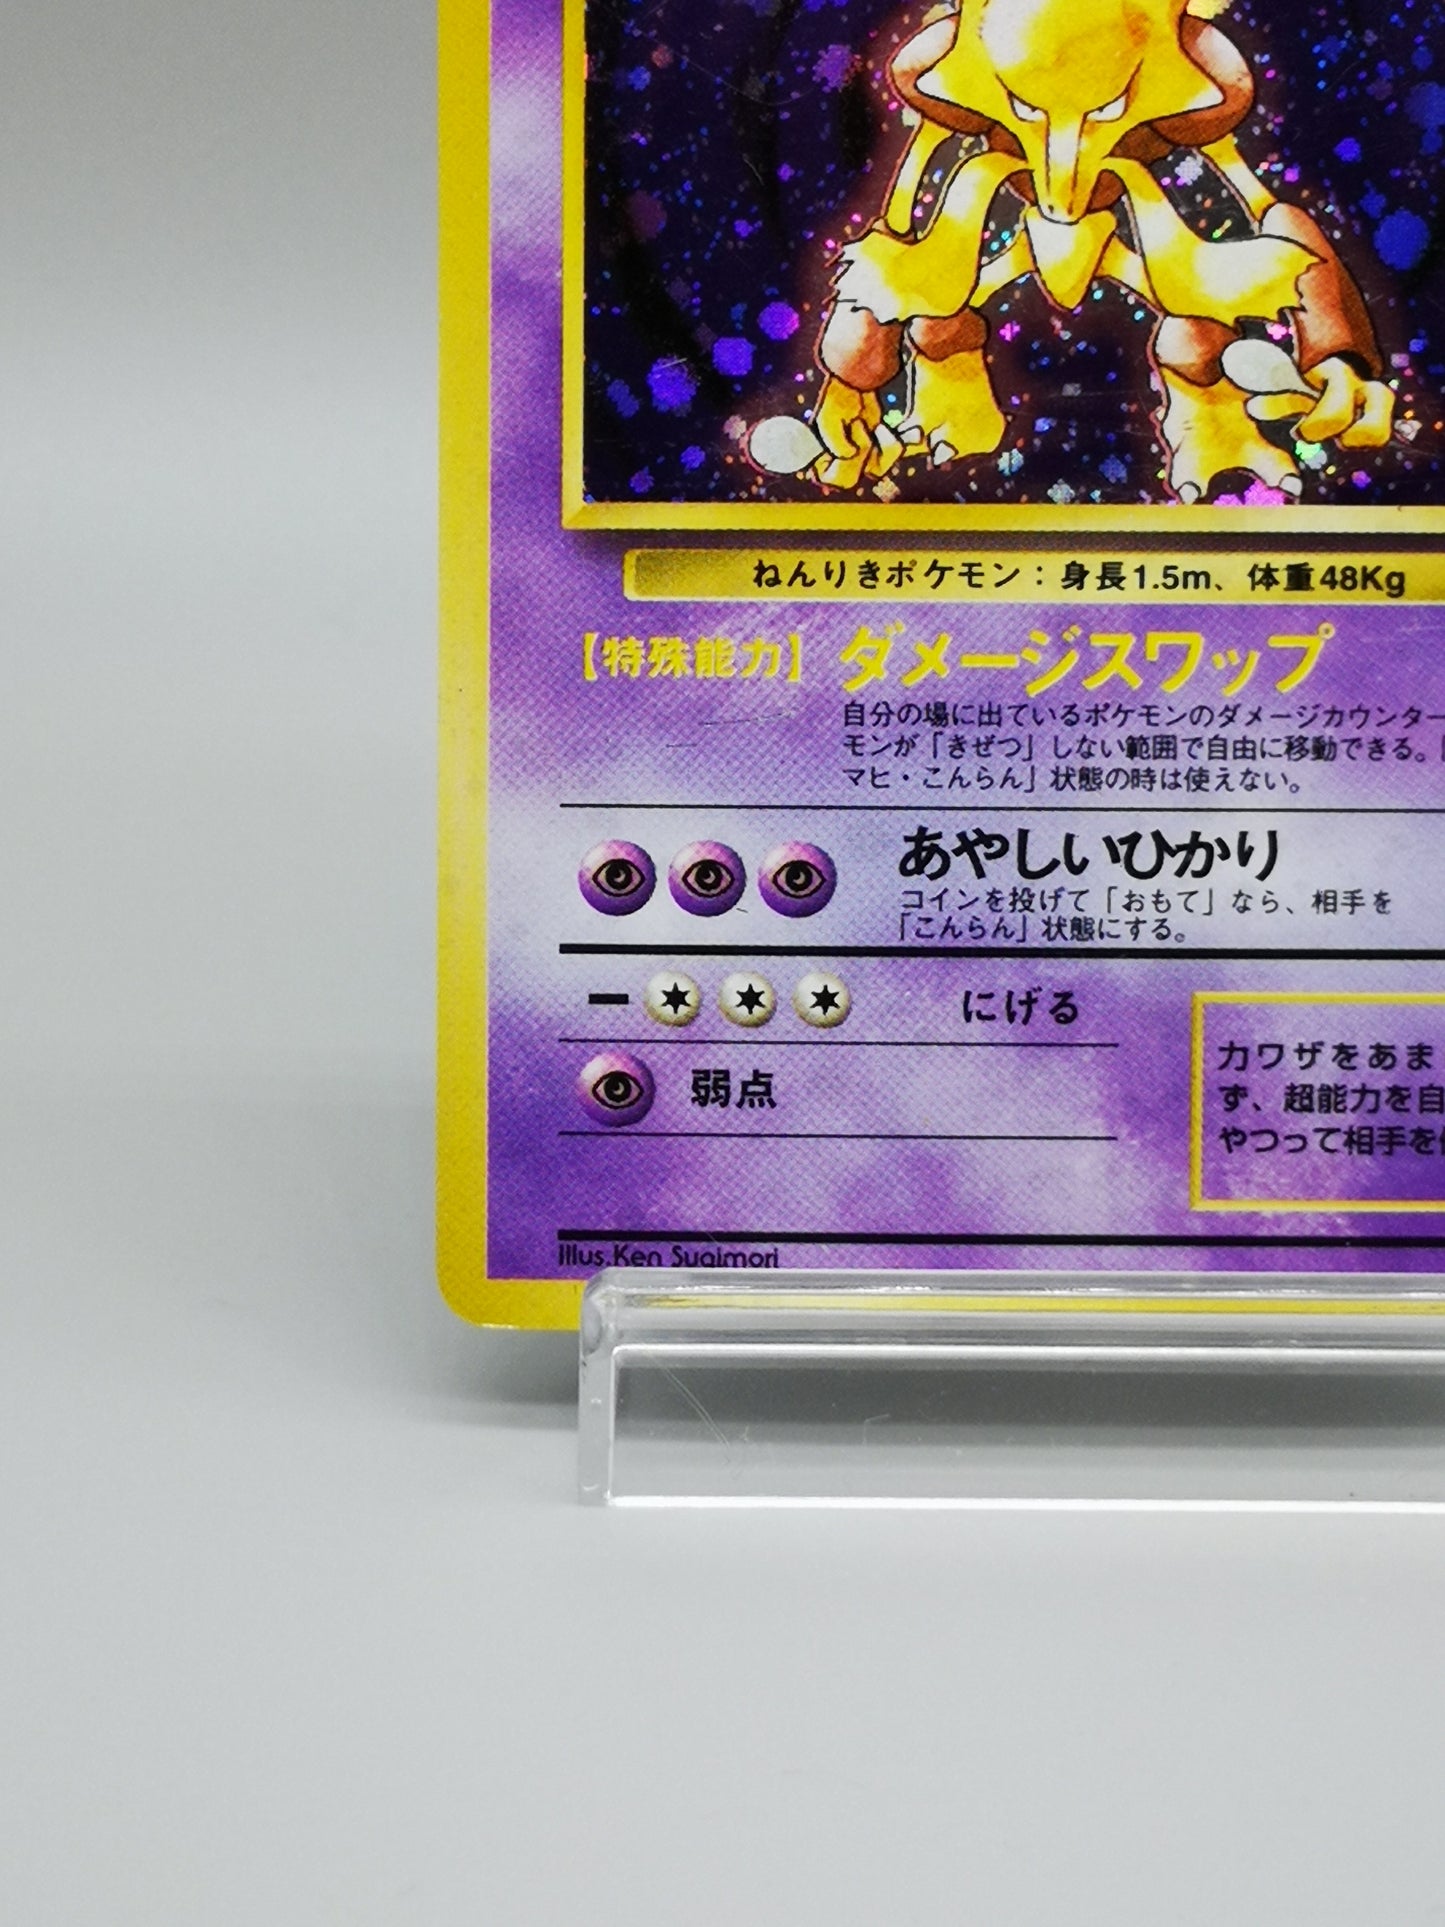 ねんりきポケモン：身長1.5m、体重48Kg
【特殊能力】 ダメージスワップ
自分の場に出ているポケモンのダメージカウンター
モンが「きぜつ」しない範囲で自由に移動できる。
マヒ・こんらん」状態の時は使えない。
あやしいひかり
コインを投げて「おもて」なら、相手を
「こんらん」状態にする。
ー にげる
弱点
力ワザをあま
ず、超能力を自
やつって相手を
Illus.Ken Sugimori